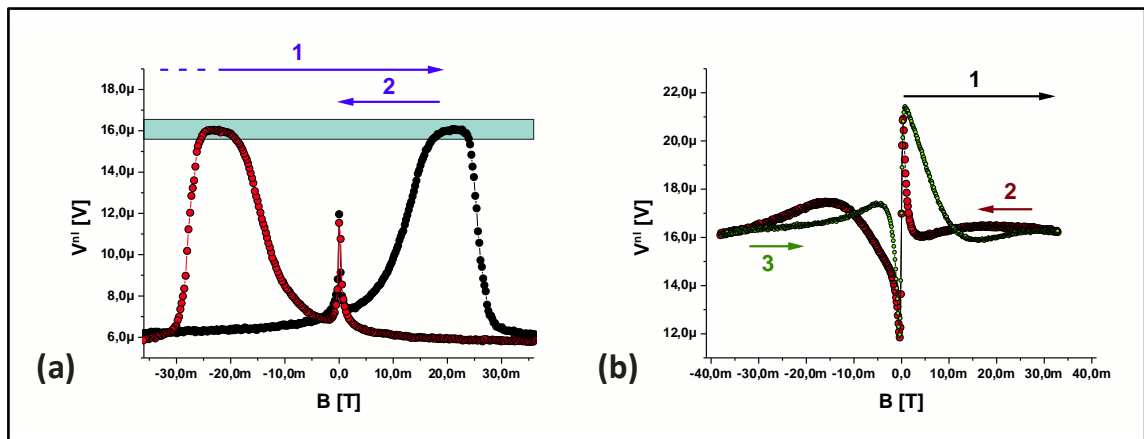 1
2
16,0µ
14,0µ
12,0µ
10,0µ
8,0µ
6,0µ
18,0µ
Vⁿˡ [V]
-30,0m -20,0m -10,0m 0,0 10,0m 20,0m 30,0m
B [T]
(a)
1
2
3
22,0µ
20,0µ
18,0µ
16,0µ
14,0µ
12,0µ
Vⁿˡ [V]
-40,0m -30,0m -20,0m -10,0m 0,0 10,0m 20,0m 30,0m 40,0m
B [T]
(b)